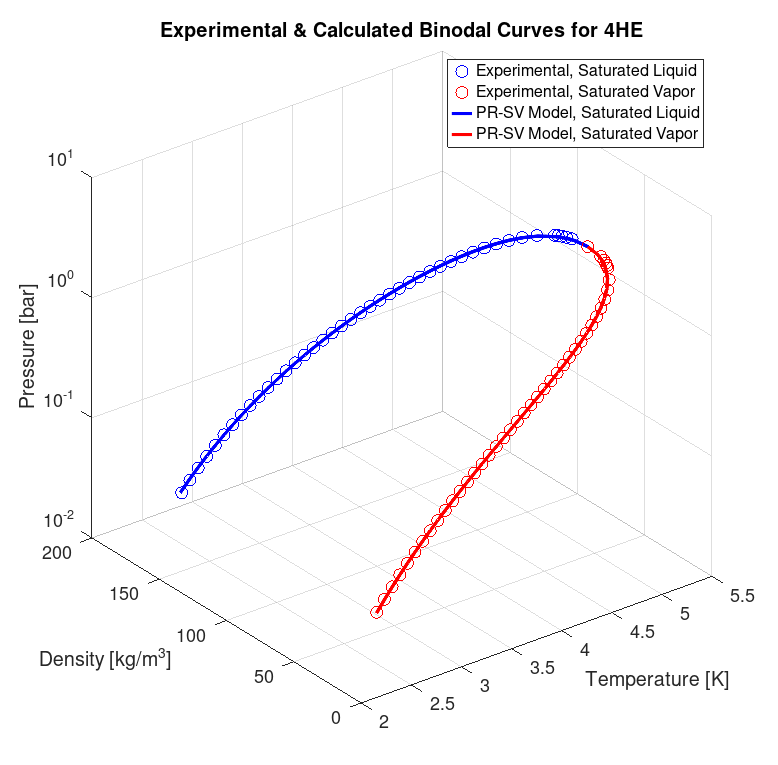 Experimental & Calculated Binodal Curves for 4HE
Experimental, Saturated Liquid
Experimental, Saturated Vapor
PR-SV Model, Saturated Liquid
PR-SV Model, Saturated Vapor
10^1
10^0
10^-1
10^-2
Pressure [bar]
200
150
100
50
0
Density [kg/m^3]
2
2.5
3
3.5
4
4.5
5
5.5
Temperature [K]